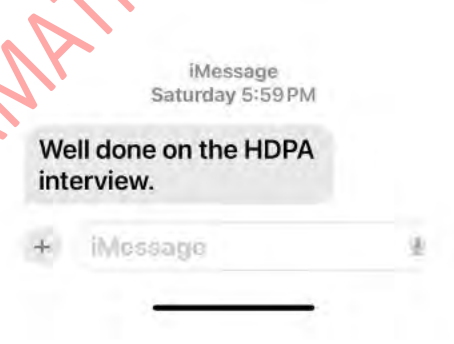 iMessage
Saturday 5:59 PM
Well done on the HDPA
interview.
iMessage